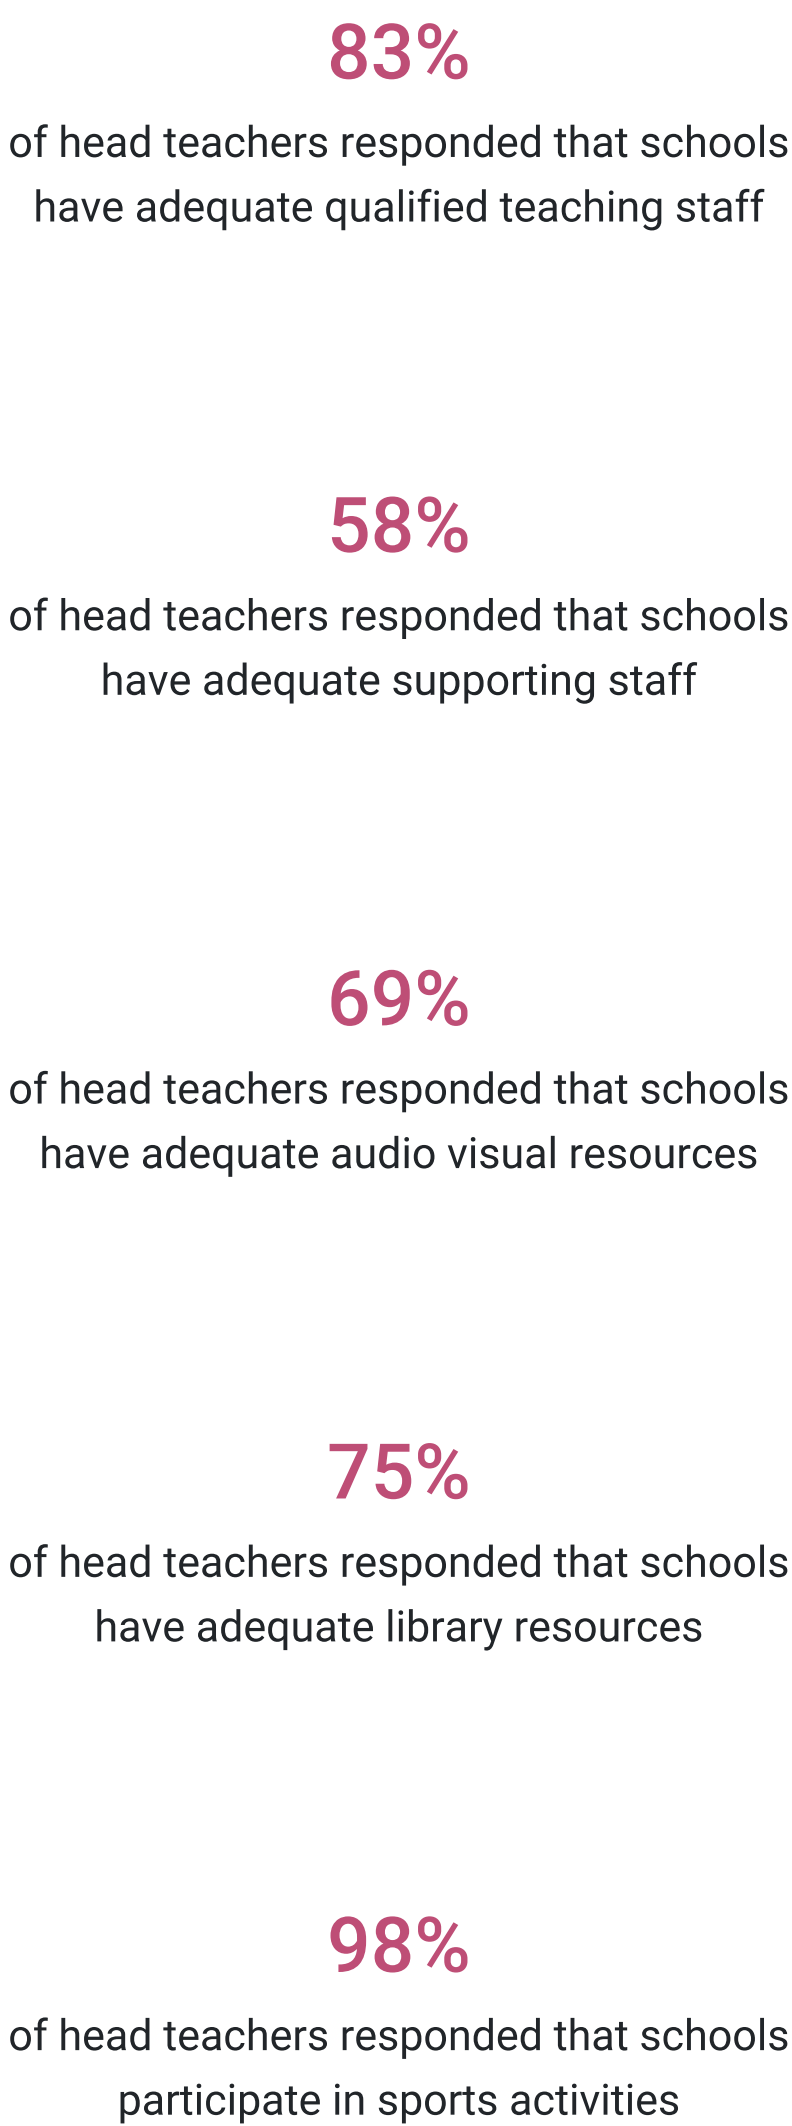 83%
of head teachers responded that schools
have adequate qualified teaching staff
58%
of head teachers responded that schools
have adequate supporting staff
69%
of head teachers responded that schools
have adequate audio visual resources
75%
of head teachers responded that schools
have adequate library resources
98%
of head teachers responded that schools
participate in sports activities